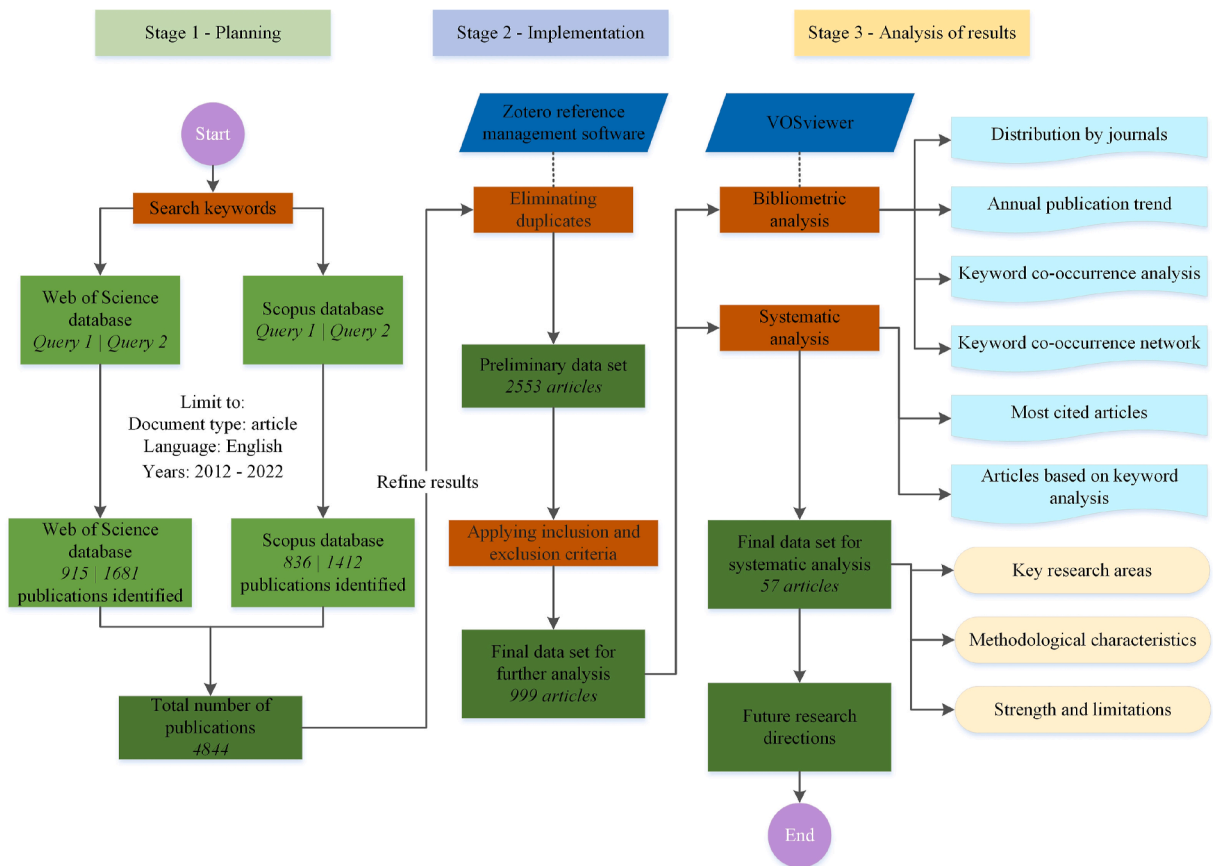 Stage 1 - Planning
Stage 2 - Implementation
Stage 3 - Analysis of results
Start
Search keywords
Web of Science
database
Query 1 | Query 2
Scopus database
Query 1 | Query 2
Limit to:
Document type: article
Language: English
Years: 2012 - 2022
Web of Science
database
915 | 1681
publications identified
Scopus database
836 | 1412
publications identified
Total number of
publications
4844
Refine results
Zotero reference
management software
Eliminating
duplicates
Preliminary data set
2553 articles
Applying inclusion and
exclusion criteria
Final data set for
further analysis
999 articles
VOSviewer
Bibliometric
analysis
Systematic
analysis
Final data set for
systematic analysis
57 articles
Future research
directions
End
Distribution by journals
Annual publication trend
Keyword co-occurrence analysis
Keyword co-occurrence network
Most cited articles
Articles based on keyword
analysis
Key research areas
Methodological characteristics
Strength and limitations